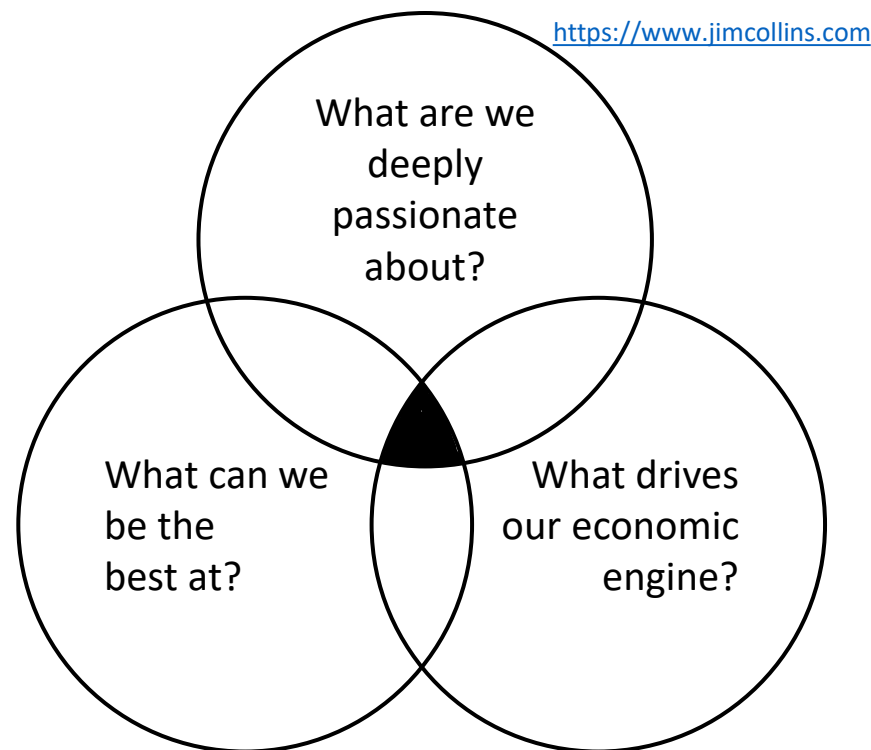 https://www.jimcollins.com
What are we
deeply
passionate
about?
What can we
be the
best at?
What drives
our economic
engine?